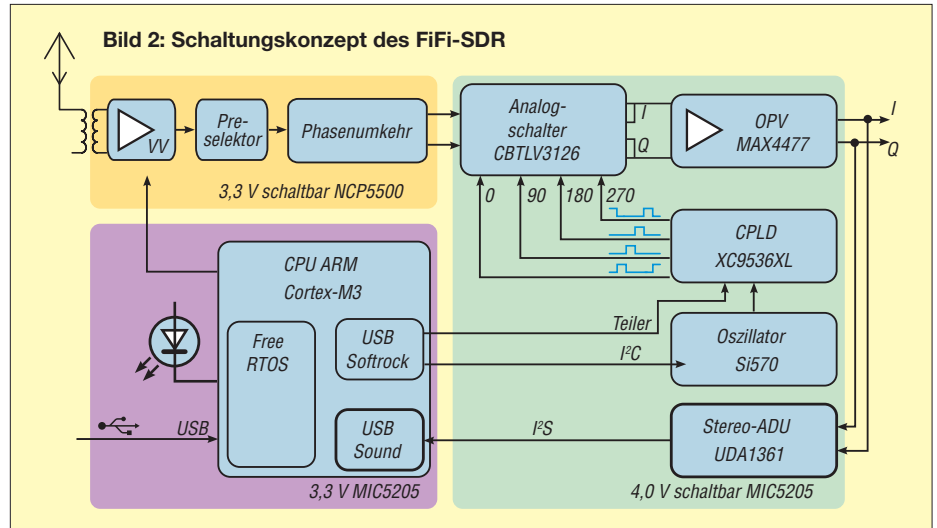 Bild 2: Schaltungskonzept des FiFi-SDR
VV
Pre-
selektor
Phasenumkehr
3,3 V schaltbar NCP5500
Analog-
schalter
CBTLV3126
I
Q
OPV
MAX4477
I
Q
0
90
180
270
CPLD
XC9536XL
CPU ARM
Cortex-M3
Free
RTOS
USB
Softrock
Teiler
I²C
Oszillator
Si570
USB
USB
Sound
I²S
Stereo-ADU
UDA1361
3,3 V MIC5205
4,0 V schaltbar MIC5205